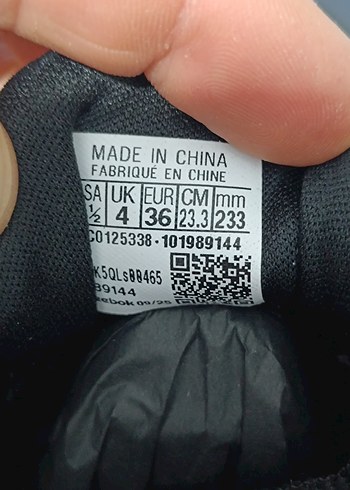 MADE IN CHINA
FABRIQUÉ EN CHINE
SA UK EUR CM mm
½ 4 36 23.3 233
C0125338-101989144
K5QLs00465
89144
eebok 09/25